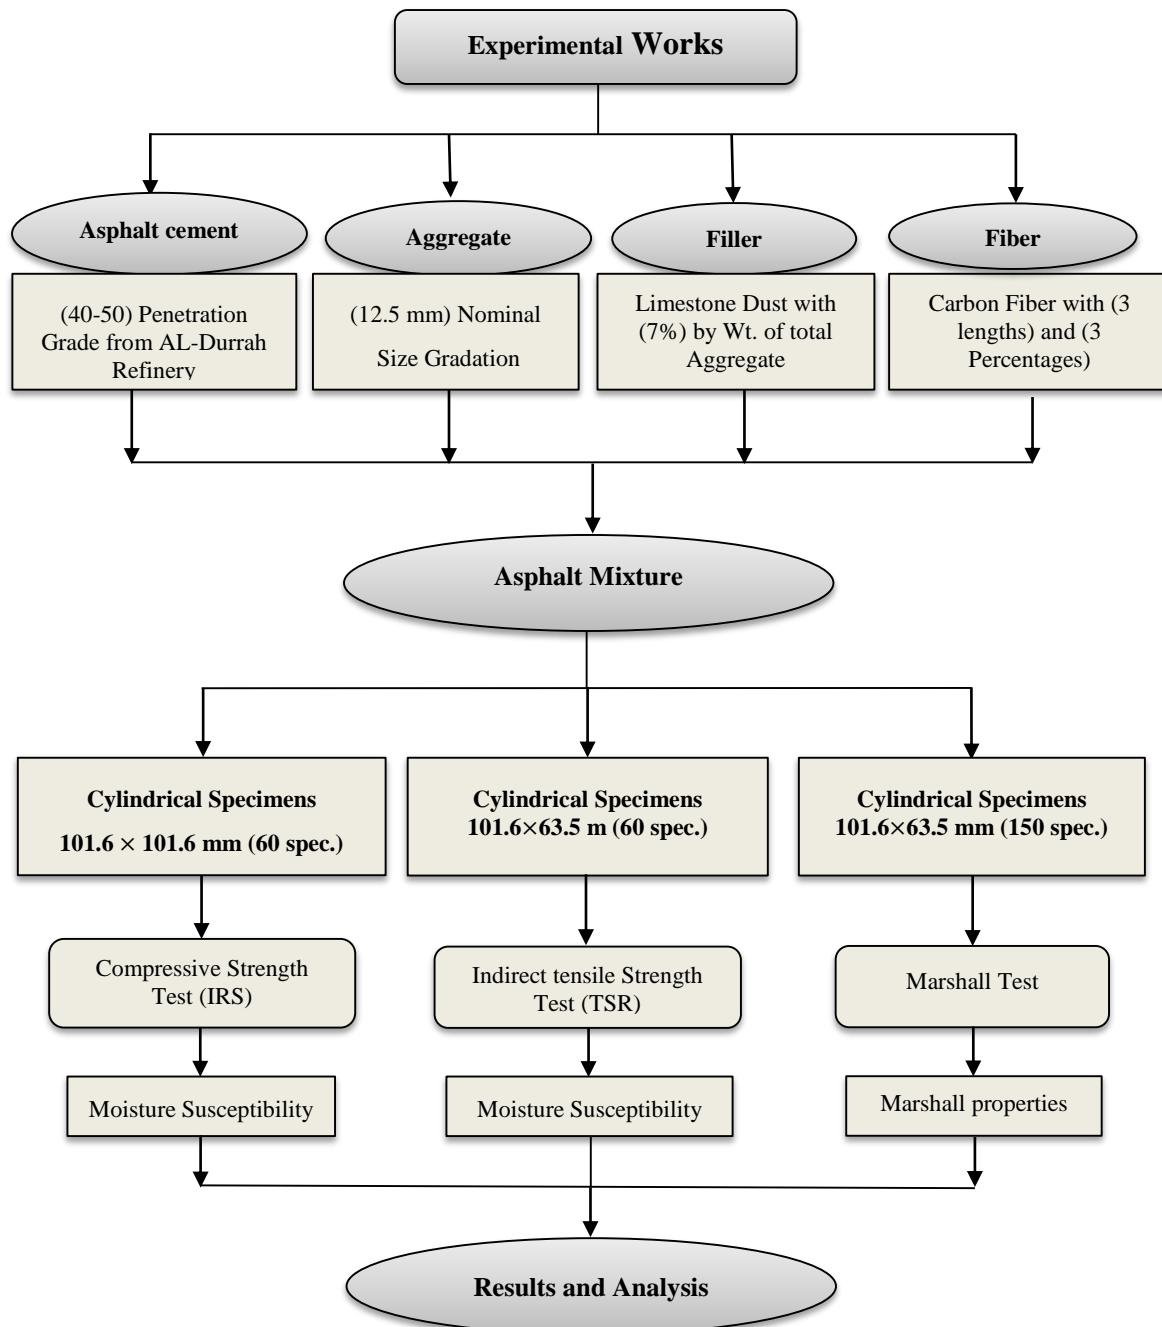 Experimental Works
Asphalt cement
Aggregate
Filler
Fiber
(40-50) Penetration
Grade from AL-Durrah
Refinery
(12.5 mm) Nominal
Size Gradation
Limestone Dust with
(7%) by Wt. of total
Aggregate
Carbon Fiber with (3
lengths) and (3
Percentages)
Asphalt Mixture
Cylindrical Specimens
101.6 × 101.6 mm (60 spec.)
Cylindrical Specimens
101.6×63.5 m (60 spec.)
Cylindrical Specimens
101.6×63.5 mm (150 spec.)
Compressive Strength
Test (IRS)
Indirect tensile Strength
Test (TSR)
Marshall Test
Moisture Susceptibility
Moisture Susceptibility
Marshall properties
Results and Analysis